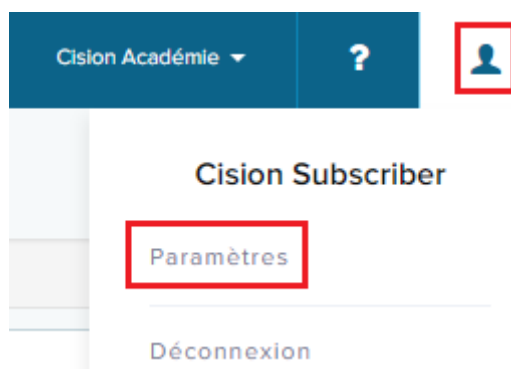 Cision Académie
?
Cision Subscriber
Paramètres
Déconnexion